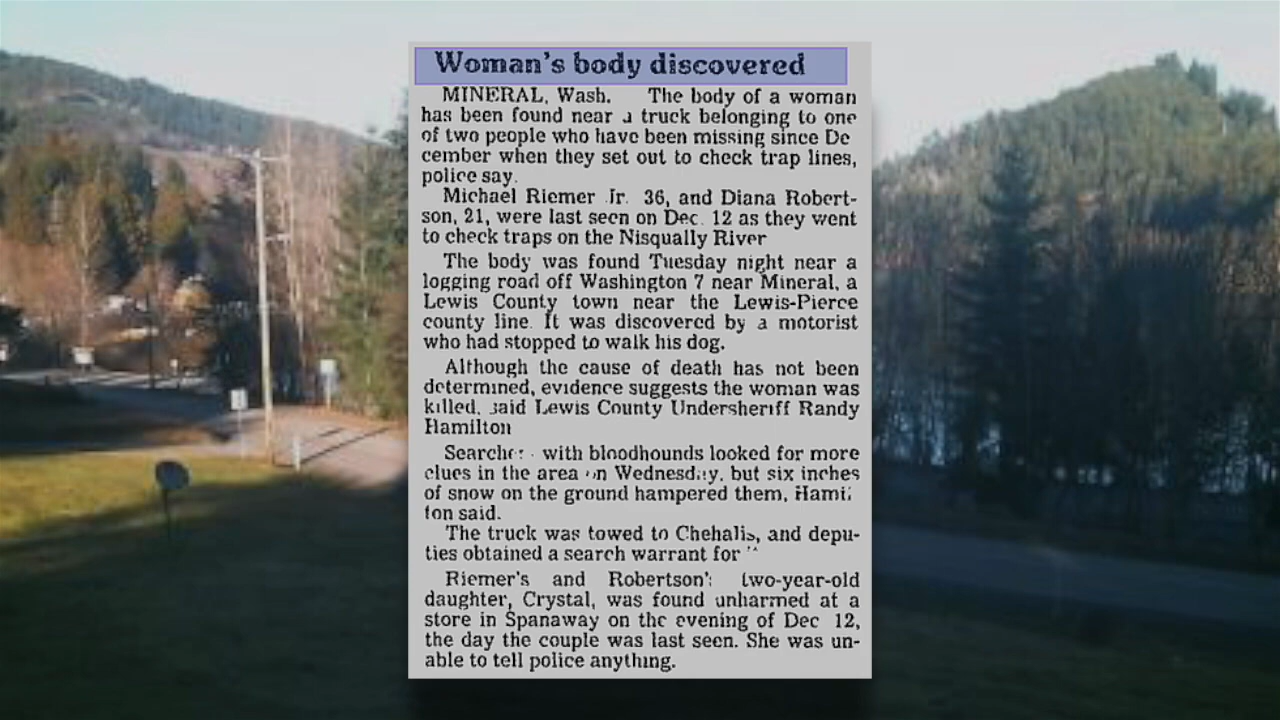 Woman's body discovered
MINERAL, Wash. The body of a woman
has been found near a truck belonging to one
of two people who have been missing since De
cember when they set out to check trap lines,
police say.
Michael Riemer Jr. 36, and Diana Robert-
son, 21, were last seen on Dec. 12 as they went
to check traps on the Nisqually River
The body was found Tuesday night near a
logging road off Washington 7 near Mineral, a
Lewis County town near the Lewis-Pierce
county line. It was discovered by a motorist
who had stopped to walk his dog.
Although the cause of death has not been
determined, evidence suggests the woman was
killed, said Lewis County Undersheriff Randy
Hamilton
with bloodhounds looked for more
clues in the area on Wednesday, but six inches
of snow on the ground hampered them, Hamil
ton said.
The truck was towed to Chehalis, and depu-
ties obtained a search warrant for
Riemer's and Robertson's two-year-old
daughter, Crystal, was found unharmed at a
store in Spanaway on the evening of Dec 12,
the day the couple was last seen. She was un-
able to tell police anything.